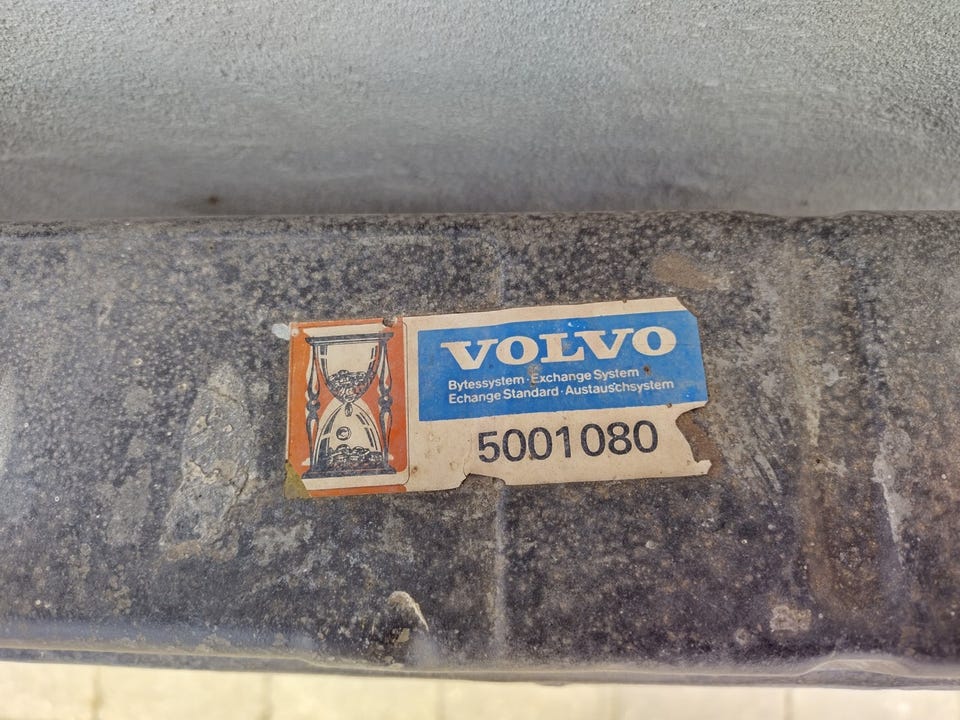 VOLVO
Bytessystem · Exchange System
Echange Standard · Austauschsystem
5001080